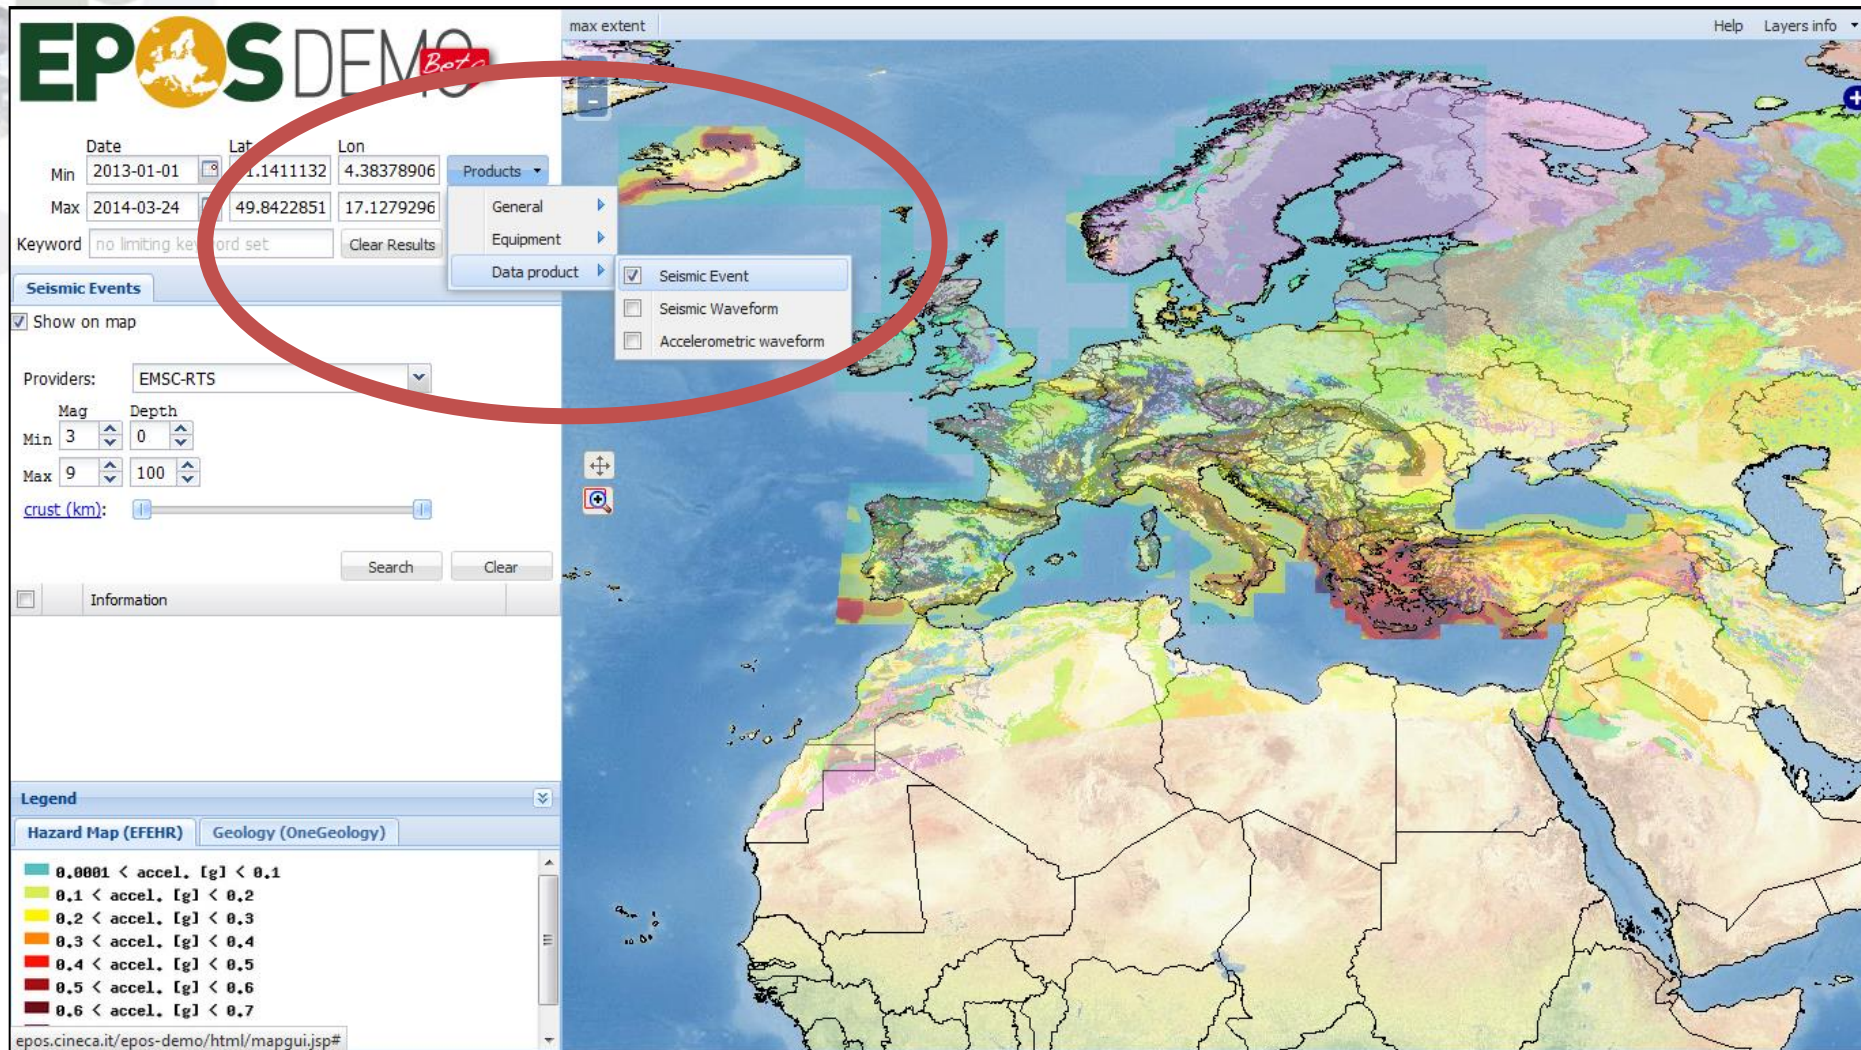 EPOS DEMO
Beta
max extent
Help Layers info
Date Lat Lon
Min 2013-01-01 .1411132 4.38378906 Products
Max 2014-03-24 49.8422851 17.1279296
Keyword no limiting keyword set Clear Results
General
Equipment
Data product
Seismic Event
Seismic Waveform
Accelerometric waveform
Seismic Events
Show on map
Providers: EMSC-RTS
Mag Depth
Min 3 0
Max 9 100
crust (km):
Search Clear
Information
Legend
Hazard Map (EFEHR) Geology (OneGeology)
0.0001 < accel. [g] < 0.1
0.1 < accel. [g] < 0.2
0.2 < accel. [g] < 0.3
0.3 < accel. [g] < 0.4
0.4 < accel. [g] < 0.5
0.5 < accel. [g] < 0.6
0.6 < accel. [g] < 0.7
epos.cineca.it/epos-demo/html/mapgui.jsp#